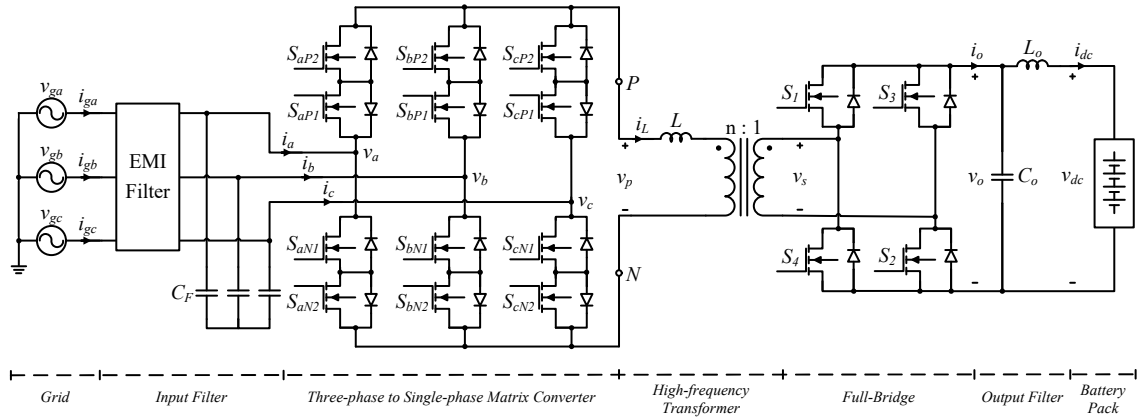 S_aP2 S_bP2 S_cP2 i_o L_o i_dc
v_ga i_ga S_aP1 S_bP1 S_cP1 P S_1 S_3
v_gb i_gb EMI Filter i_a v_a i_L L n : 1
i_b v_b v_p v_s v_o C_o v_dc
v_gc i_gc i_c v_c
S_aN1 S_bN1 S_cN1 S_4 S_2
C_F S_aN2 S_bN2 S_cN2 N
+ + + +
- - - -
Grid
Input Filter
Three-phase to Single-phase Matrix Converter
High-frequency
Transformer
Full-Bridge
Output Filter
Battery
Pack